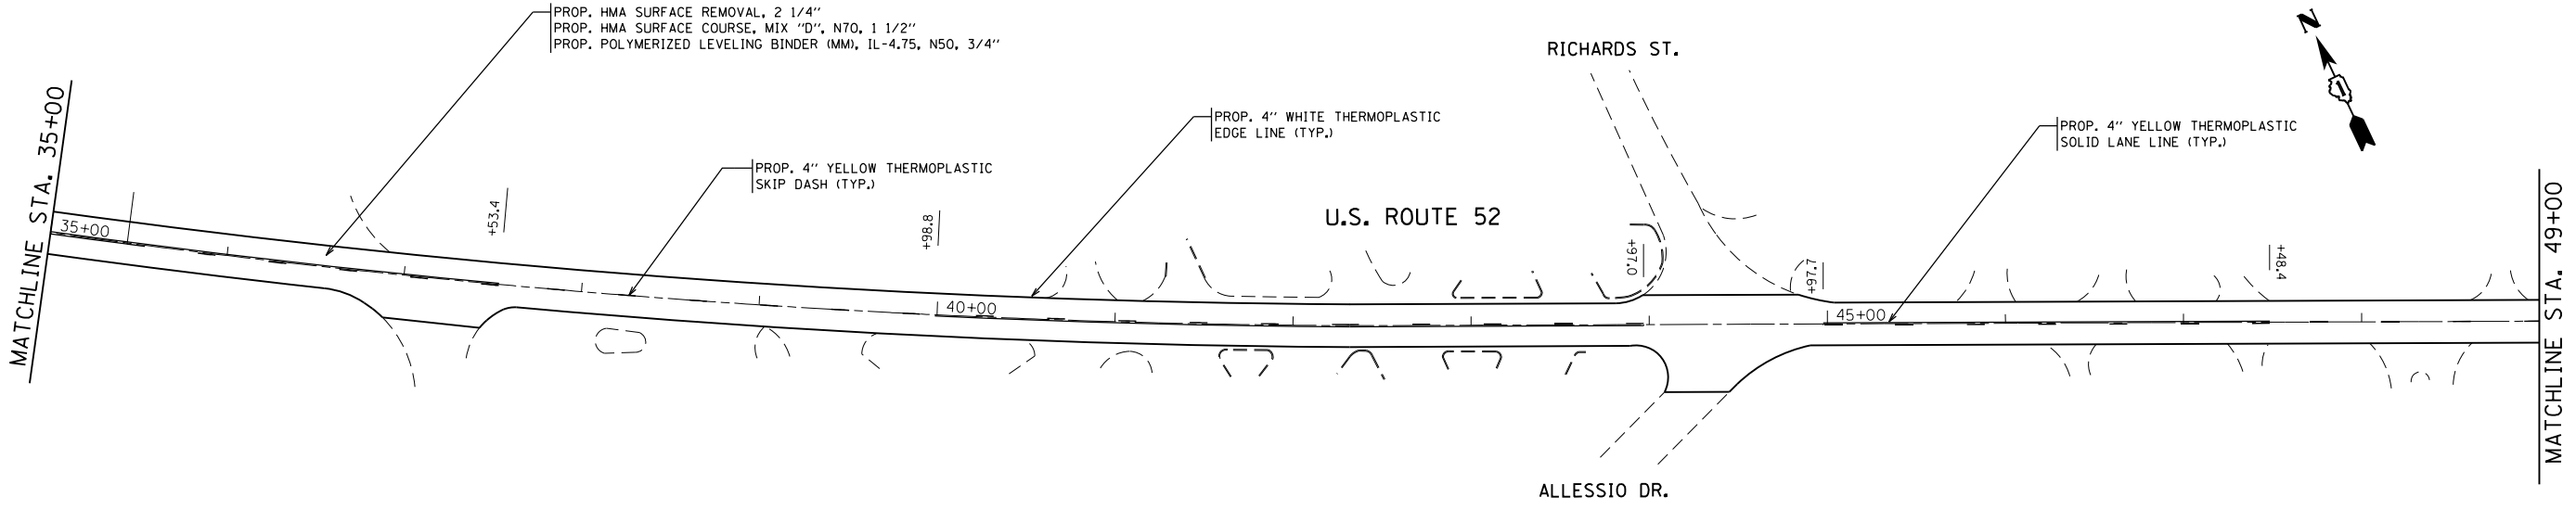 PROP. HMA SURFACE REMOVAL, 2 1/4"
PROP. HMA SURFACE COURSE, MIX "D", N70, 1 1/2"
PROP. POLYMERIZED LEVELING BINDER (MM), IL-4.75, N50, 3/4"
RICHARDS ST.
N
MATCHLINE STA. 35+00
PROP. 4" WHITE THERMOPLASTIC
EDGE LINE (TYP.)
PROP. 4" YELLOW THERMOPLASTIC
SOLID LANE LINE (TYP.)
PROP. 4" YELLOW THERMOPLASTIC
SKIP DASH (TYP.)
U.S. ROUTE 52
35+00
+53.4
+98.8
+97.0
+97.7
+48.4
40+00
45+00
MATCHLINE STA. 49+00
ALLESSIO DR.